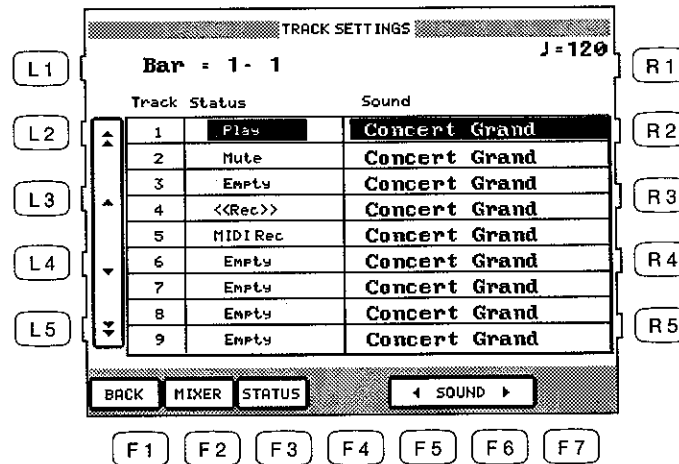 TRACK SETTINGS
♩=120
Bar = 1- 1
L1
R1
Track Status Sound
L2
R2
1 Play Concert Grand
2 Mute Concert Grand
3 Empty Concert Grand
L3
R3
4 <<Rec>> Concert Grand
5 MIDI Rec Concert Grand
L4
R4
6 Empty Concert Grand
7 Empty Concert Grand
8 Empty Concert Grand
L5
R5
9 Empty Concert Grand
BACK MIXER STATUS SOUND
F1 F2 F3 F4 F5 F6 F7